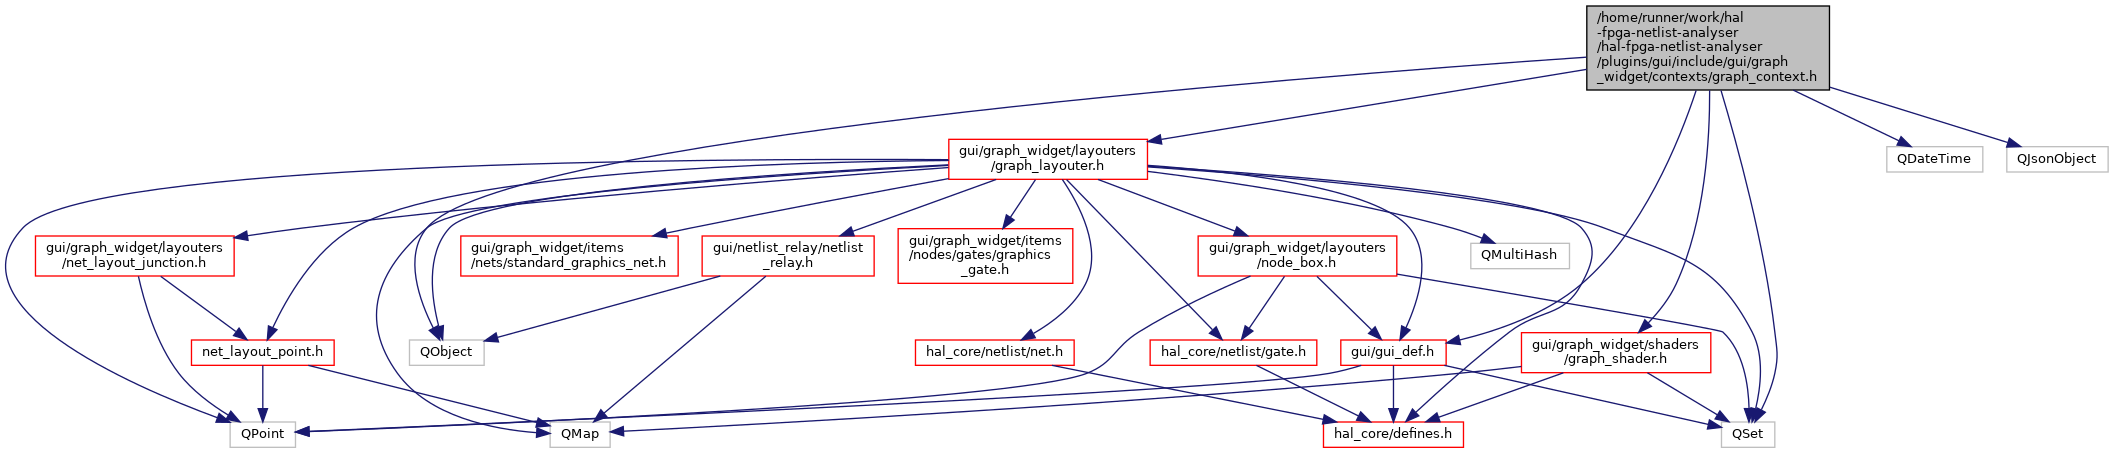 /home/runner/work/hal
-fpga-netlist-analyser
/hal-fpga-netlist-analyser
/plugins/gui/include/gui/graph
_widget/contexts/graph_context.h
gui/graph_widget/layouters
/graph_layouter.h
QDateTime
QJsonObject
gui/graph_widget/layouters
/net_layout_junction.h
gui/graph_widget/items
/nets/standard_graphics_net.h
gui/netlist_relay/netlist
_relay.h
gui/graph_widget/items
/nodes/gates/graphics
_gate.h
gui/graph_widget/layouters
/node_box.h
QMultiHash
net_layout_point.h
QObject
hal_core/netlist/net.h
hal_core/netlist/gate.h
gui/gui_def.h
gui/graph_widget/shaders
/graph_shader.h
QPoint
QMap
hal_core/defines.h
QSet